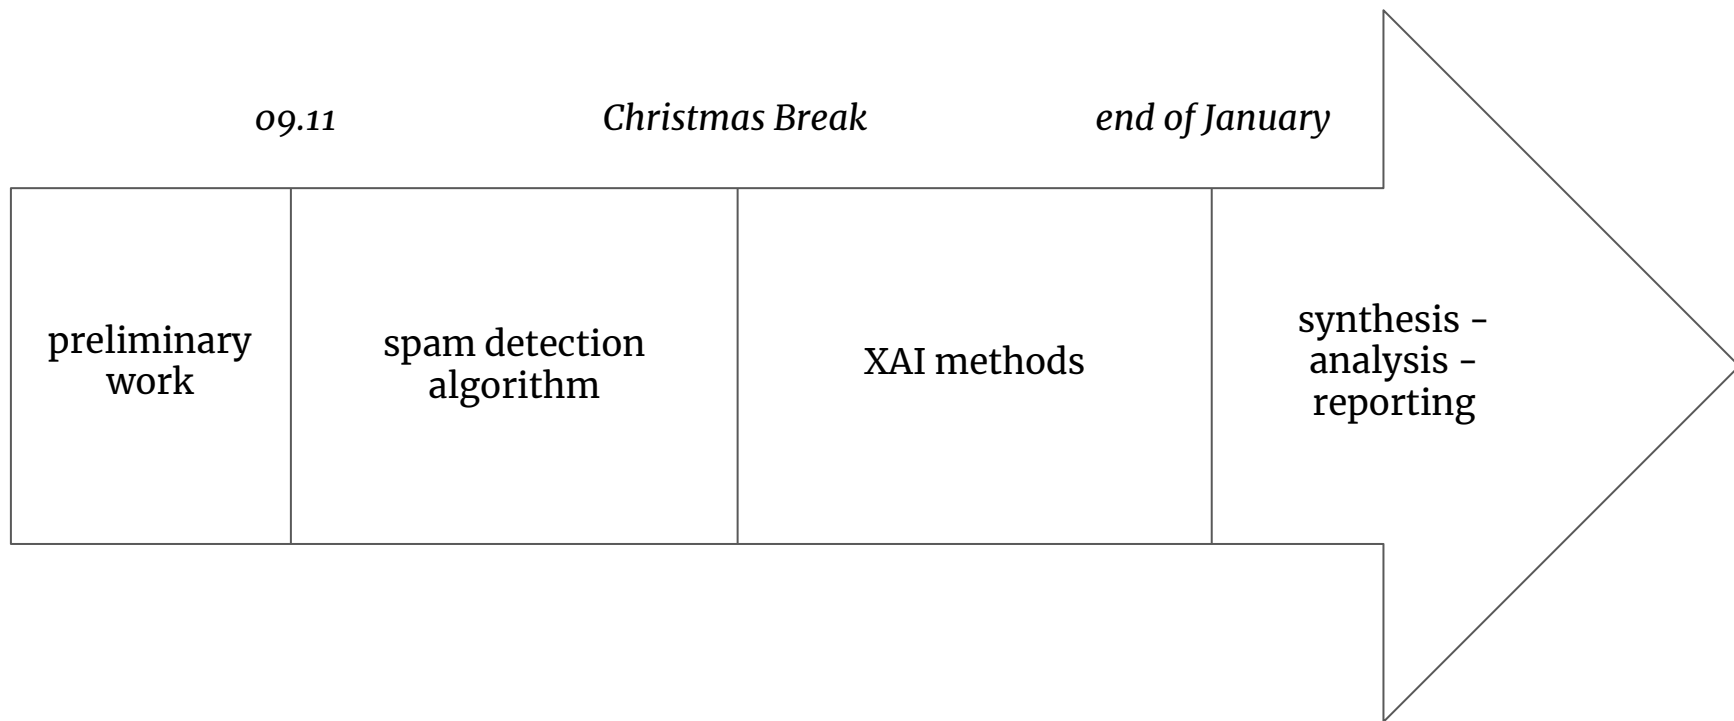 09.11
Christmas Break
end of January
preliminary
work
spam detection
algorithm
XAI methods
synthesis -
analysis -
reporting